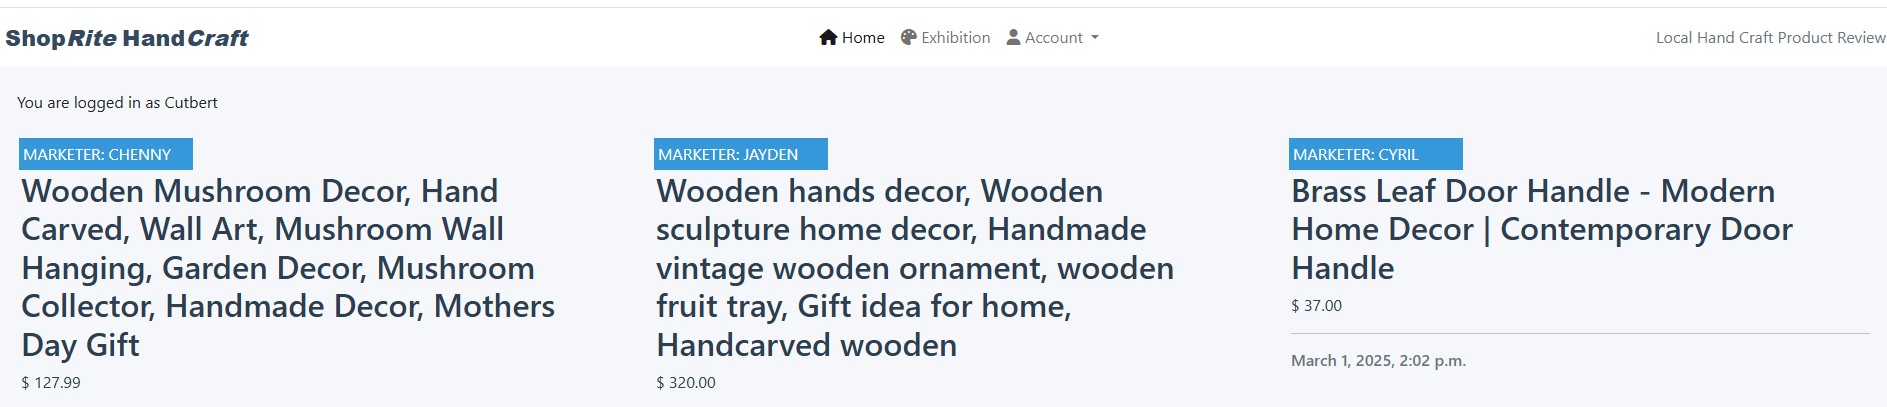 ShopRite HandCraft
Home Exhibition Account
Local Hand Craft Product Review
You are logged in as Cutbert
MARKETER: CHENNY
Wooden Mushroom Decor, Hand
Carved, Wall Art, Mushroom Wall
Hanging, Garden Decor, Mushroom
Collector, Handmade Decor, Mothers
Day Gift
$ 127.99
MARKETER: JAYDEN
Wooden hands decor, Wooden
sculpture home decor, Handmade
vintage wooden ornament, wooden
fruit tray, Gift idea for home,
Handcarved wooden
$ 320.00
MARKETER: CYRIL
Brass Leaf Door Handle - Modern
Home Decor | Contemporary Door
Handle
$ 37.00
March 1, 2025, 2:02 p.m.